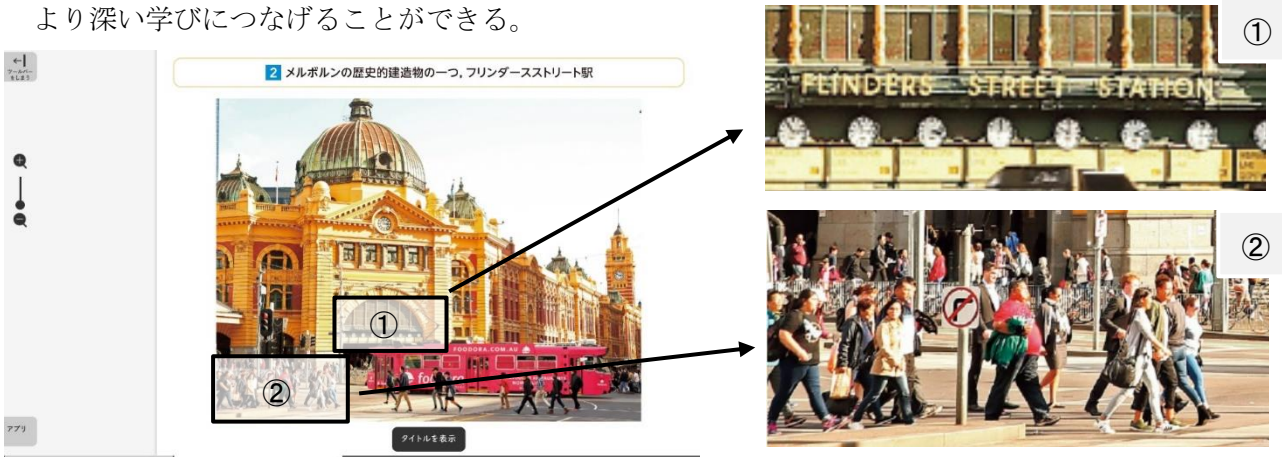 より深い学びにつなげることができる。
ツールバー
をしまう
2 メルボルンの歴史的建造物の一つ，フリンダースストリート駅
①
②
FOODORA.COM.AU
アプリ
タイトルを表示
①
FLINDERS STREET STATION
②